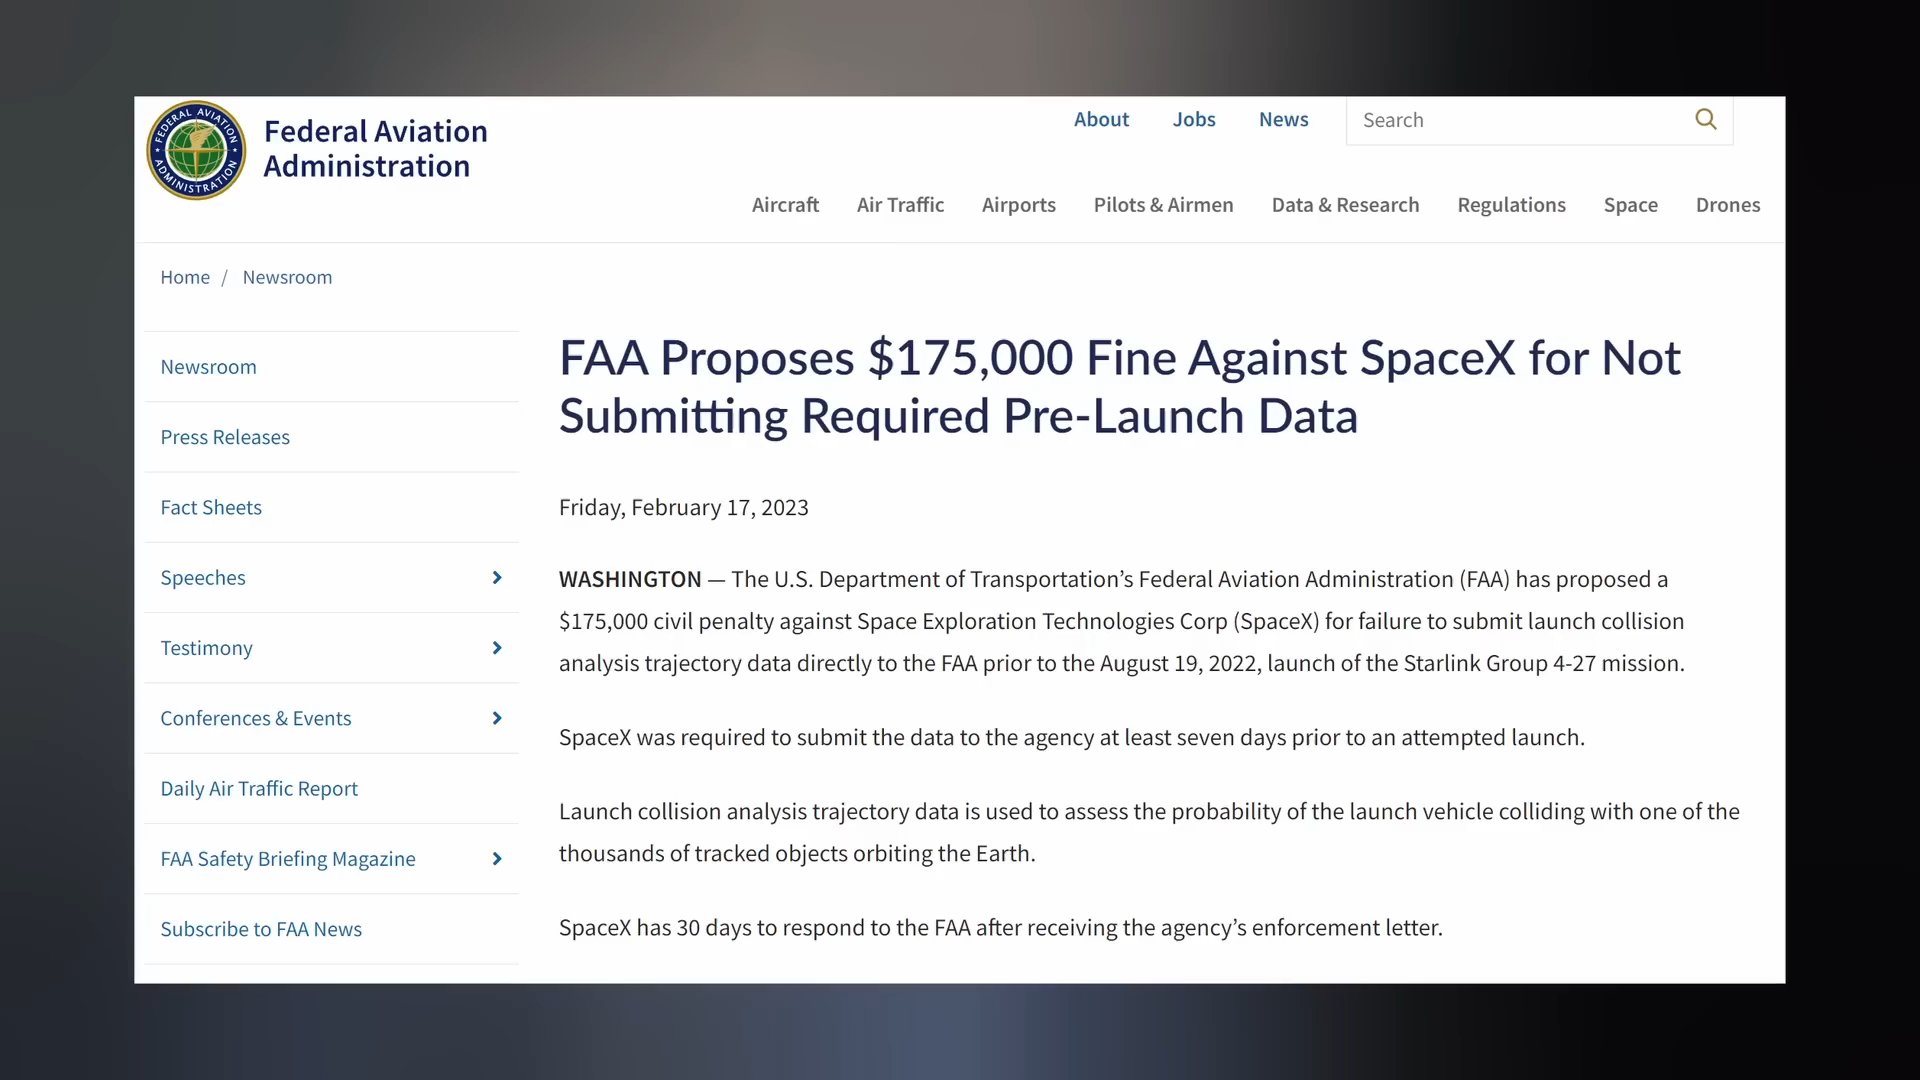 FEDERAL AVIATION
ADMINISTRATION
Federal Aviation
Administration
About
Jobs
News
Search
Aircraft
Air Traffic
Airports
Pilots & Airmen
Data & Research
Regulations
Space
Drones
Home / Newsroom
Newsroom
Press Releases
Fact Sheets
Speeches
Testimony
Conferences & Events
Daily Air Traffic Report
FAA Safety Briefing Magazine
Subscribe to FAA News
FAA Proposes $175,000 Fine Against SpaceX for Not
Submitting Required Pre-Launch Data
Friday, February 17, 2023
WASHINGTON — The U.S. Department of Transportation’s Federal Aviation Administration (FAA) has proposed a
$175,000 civil penalty against Space Exploration Technologies Corp (SpaceX) for failure to submit launch collision
analysis trajectory data directly to the FAA prior to the August 19, 2022, launch of the Starlink Group 4-27 mission.
SpaceX was required to submit the data to the agency at least seven days prior to an attempted launch.
Launch collision analysis trajectory data is used to assess the probability of the launch vehicle colliding with one of the
thousands of tracked objects orbiting the Earth.
SpaceX has 30 days to respond to the FAA after receiving the agency’s enforcement letter.